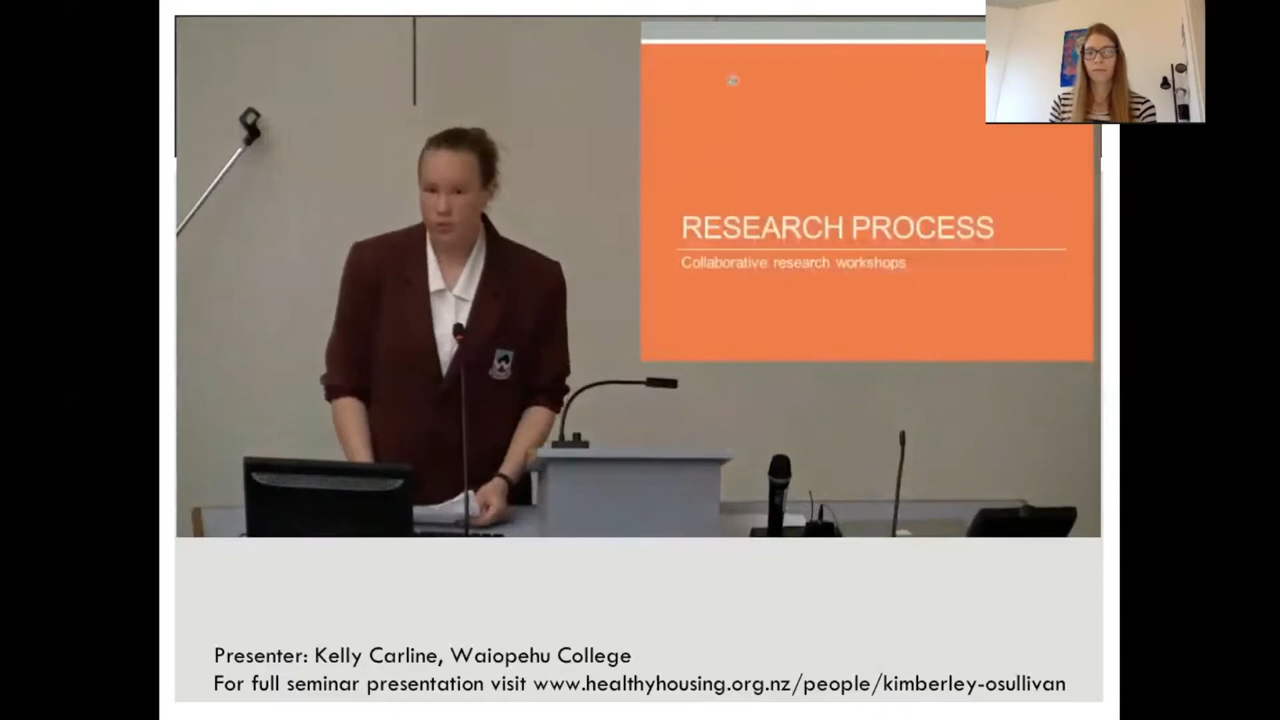 RESEARCH PROCESS
Collaborative research workshops
Presenter: Kelly Carline, Waiopehu College
For full seminar presentation visit www.healthyhousing.org.nz/people/kimberley-osullivan